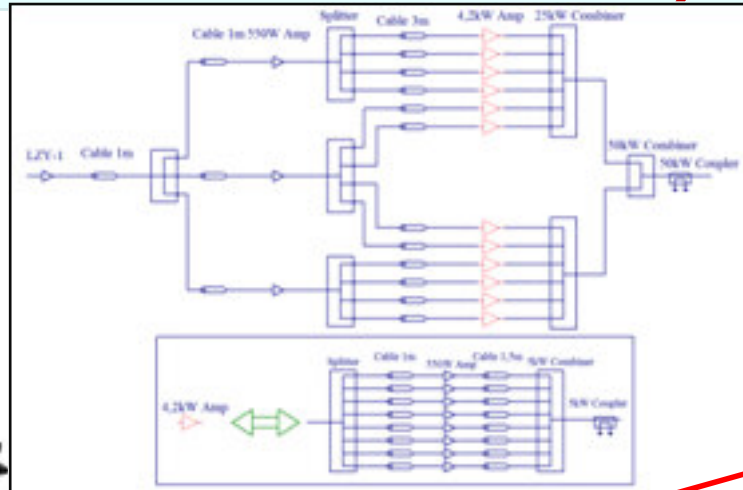 Splitter Cable 3m 4,2kW Amp 25kW Combiner
Cable 1m 550W Amp
LZY-1 Cable 1m
50kW Combiner
50kW Coupler
Splitter Cable 1m 550W Amp Cable 1,5m 5kW Combiner
4,2kW Amp
5kW Coupler